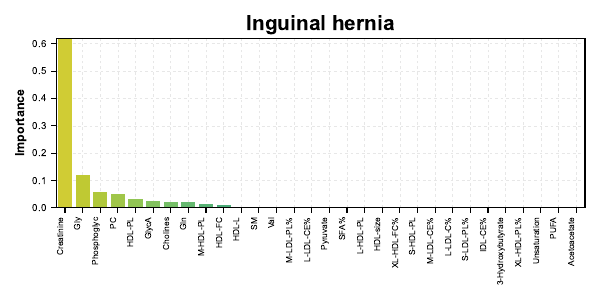 Inguinal hernia
Importance
0.6
0.5
0.4
0.3
0.2
0.1
0.0
Creatinine
Gly
Phosphoglyc
PC
HDL-PL
GlycA
Cholines
Gln
M-HDL-PL
HDL-FC
HDL-L
SM
Val
M-LDL-PL%
L-LDL-CE%
Pyruvate
SFA%
L-HDL-PL
HDL-size
XL-HDL-FC%
S-HDL-PL
M-LDL-CE%
L-LDL-C%
S-LDL-PL%
IDL-CE%
3-Hydroxybutyrate
XL-HDL-PL%
Unsaturation
PUFA
Acetoacetate